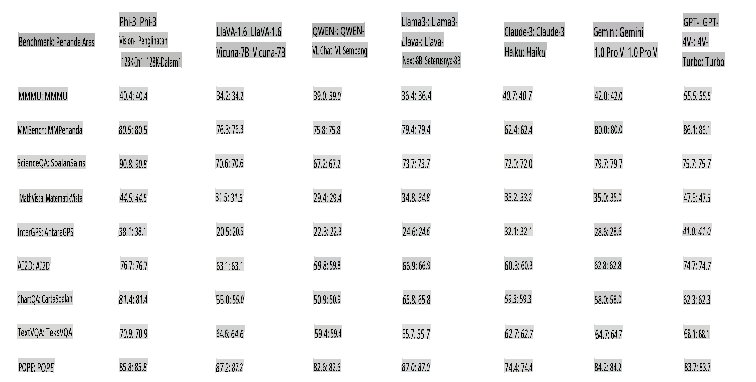 Benchmark: Penanda Aras
Phi-3: Phi-3
Vision-: Penglihatan
128K-In1: 128K-Dalam1
LLaVA-1.6: LLaVA-1.6
Vicuna-7B: Vicuna-7B
QWEN-: QWEN-
VL Chat: VL Sembang
Llama3-: Llama3-
Llava-: Llava-
Next-8B: Seterusnya-8B
Claude-3: Claude-3
Haiku: Haiku
Gemini: Gemini
1.0 Pro V: 1.0 Pro V
GPT-: GPT-
4V-: 4V-
Turbo: Turbo
MMMU: MMMU 40.4: 40.4 34.2: 34.2 39.0: 39.0 36.4: 36.4 40.7: 40.7 42.0: 42.0 55.5: 55.5
MMBench: MMPenanda 80.5: 80.5 76.3: 76.3 75.8: 75.8 79.4: 79.4 62.4: 62.4 80.0: 80.0 86.1: 86.1
ScienceQA: SoalanSains 90.8: 90.8 70.6: 70.6 67.2: 67.2 73.7: 73.7 72.0: 72.0 79.7: 79.7 75.7: 75.7
MathVista: MatematikVista 44.5: 44.5 31.5: 31.5 29.4: 29.4 34.8: 34.8 33.2: 33.2 35.0: 35.0 47.5: 47.5
InterGPS: AntaraGPS 38.1: 38.1 20.5: 20.5 22.3: 22.3 24.6: 24.6 32.1: 32.1 28.6: 28.6 41.0: 41.0
AI2D: AI2D 76.7: 76.7 63.1: 63.1 59.8: 59.8 66.9: 66.9 60.3: 60.3 62.8: 62.8 74.7: 74.7
ChartQA: CartaSoalan 81.4: 81.4 55.0: 55.0 50.9: 50.9 65.8: 65.8 59.3: 59.3 58.0: 58.0 62.3: 62.3
TextVQA: TeksVQA 70.9: 70.9 64.6: 64.6 59.4: 59.4 55.7: 55.7 62.7: 62.7 64.7: 64.7 68.1: 68.1
POPE: POPE 85.8: 85.8 87.2: 87.2 82.6: 82.6 87.0: 87.0 74.4: 74.4 84.2: 84.2 83.7: 83.7